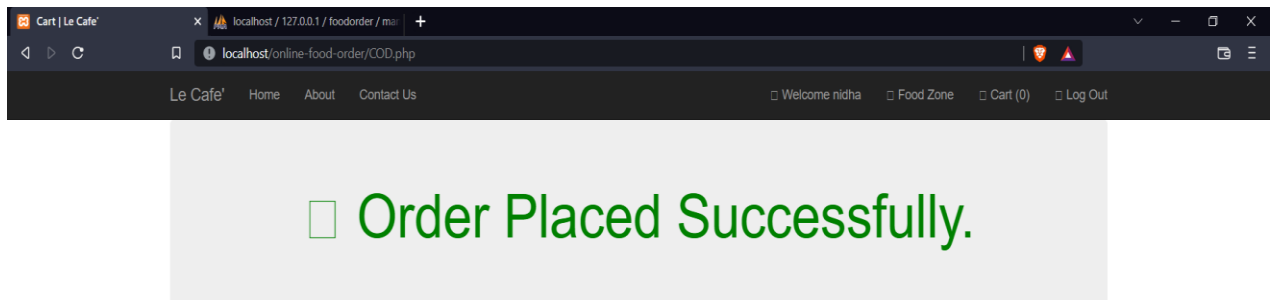 Cart | Le Cafe'
localhost / 127.0.0.1 / foodorder / mar
localhost/online-food-order/COD.php
Le Cafe' Home About Contact Us Welcome nidha Food Zone Cart (0) Log Out
Order Placed Successfully.